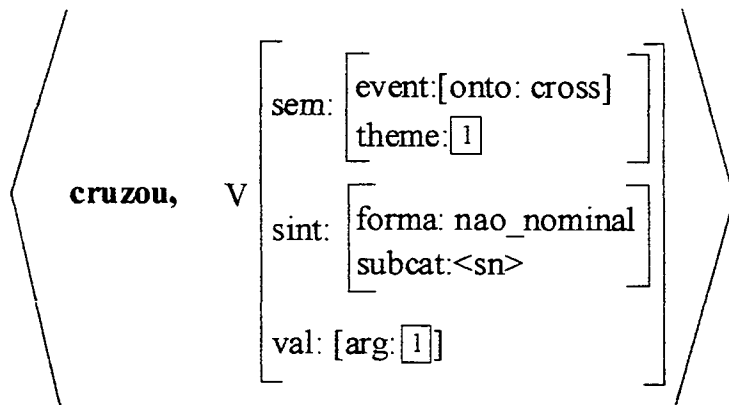 event:[onto: cross]
sem:
theme: 1
cruzou, V
forma: nao_nominal
sint:
subcat:<sn>
val: [arg: 1]